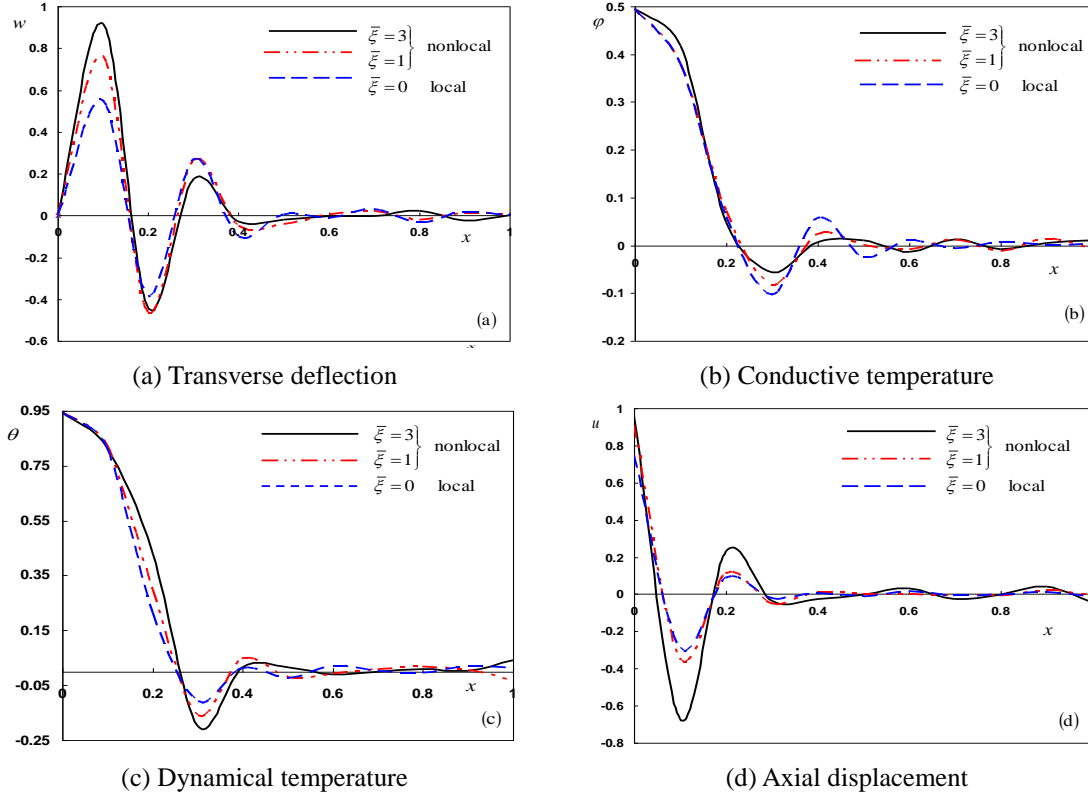 w
1
0.8
0.6
0.4
0.2
0
-0.2
-0.4
-0.6
0
0.2
0.4
0.6
0.8
1
x
ξ̄ = 3
ξ̄ = 1
nonlocal
ξ̄ = 0 local
(a)
(a) Transverse deflection
φ
0.5
0.4
0.3
0.2
0.1
0
-0.1
-0.2
0
0.2
0.4
0.6
0.8
x
ξ̄ = 3
ξ̄ = 1
nonlocal
ξ̄ = 0 local
(b)
(b) Conductive temperature
θ
0.95
0.75
0.55
0.35
0.15
-0.05
-0.25
0
0.2
0.4
0.6
0.8
1
x
ξ̄ = 3
ξ̄ = 1
nonlocal
ξ̄ = 0 local
(c)
(c) Dynamical temperature
u
1
0.8
0.6
0.4
0.2
0
-0.2
-0.4
-0.6
-0.8
0
0.2
0.4
0.6
0.8
x
ξ̄ = 3
ξ̄ = 1
nonlocal
ξ̄ = 0 local
(d)
(d) Axial displacement